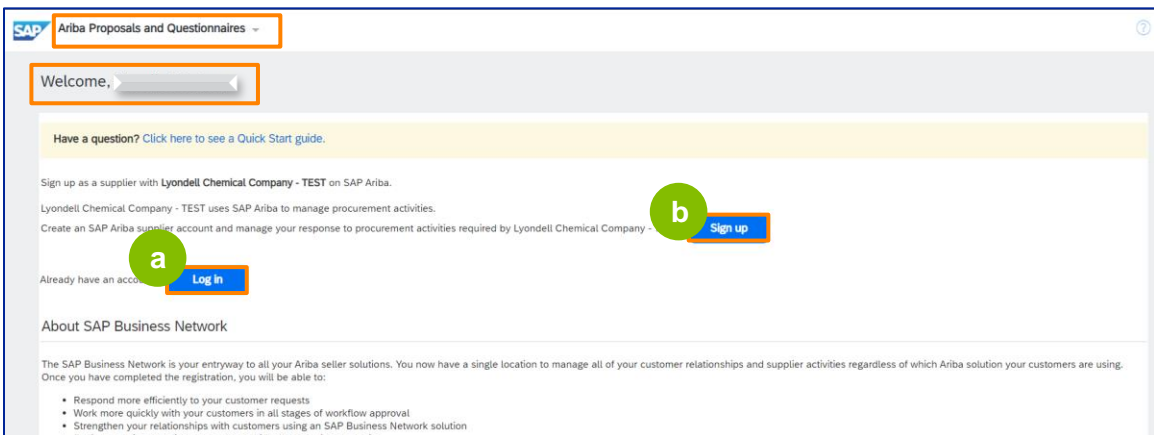 SAP Ariba Proposals and Questionnaires
Welcome,
Have a question? Click here to see a Quick Start guide.
Sign up as a supplier with Lyondell Chemical Company - TEST on SAP Ariba.
Lyondell Chemical Company - TEST uses SAP Ariba to manage procurement activities.
b
Create an SAP Ariba supplier account and manage your response to procurement activities required by Lyondell Chemical Company - Sign up
a
Already have an Log in
About SAP Business Network
The SAP Business Network is your entryway to all your Ariba seller solutions. You now have a single location to manage all of your customer relationships and supplier activities regardless of which Ariba solution your customers are using.
Once you have completed the registration, you will be able to:
• Respond more efficiently to your customer requests
• Work more quickly with your customers in all stages of workflow approval
• Strengthen your relationships with customers using an SAP Business Network solution